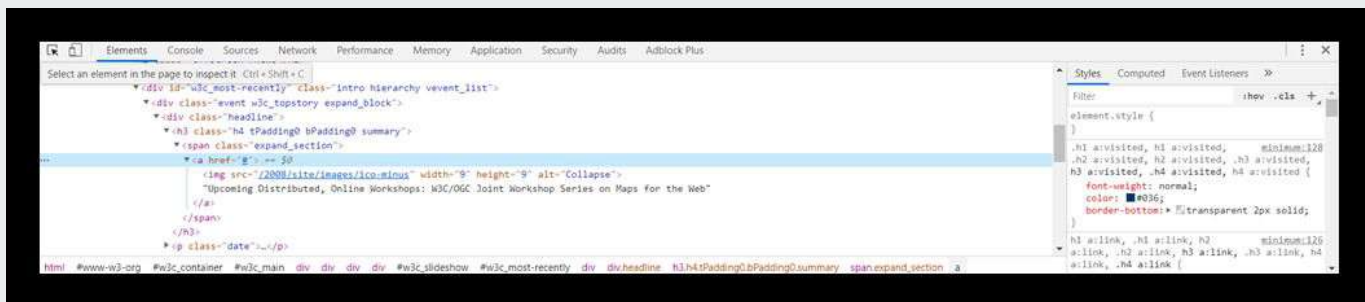 Elements Console Sources Network Performance Memory Application Security Audits Adblock Plus
Select an element in the page to inspect it Ctrl + Shift + C
▼<div id="w3c_most-recently" class="intro hierarchy vevent_list">
▼<div class="event w3c_topstory expand_block">
▼<div class="headline">
▼<h3 class="h4 tPadding0 bPadding0 summary">
▼<span class="expand_section">
▼<a href="#"> == $0
<img src="/2008/site/images/ico-minus" width="9" height="9" alt="Collapse">
"Upcoming Distributed, Online Workshops: W3C/OGC Joint Workshop Series on Maps for the Web"
</a>
</span>
</h3>
▶<p class="date">…</p>
html #www-w3-org #w3c_container #w3c_main div div div div #w3c_slideshow #w3c_most-recently div div.headline h3.h4.tPadding0.bPadding0.summary span.expand_section a
Styles Computed Event Listeners »
Filter :hov .cls +
element.style {
}
.h1 a:visited, h1 a:visited, minimum:128
.h2 a:visited, h2 a:visited, .h3 a:visited,
h3 a:visited, .h4 a:visited, h4 a:visited {
font-weight: normal;
color: #036;
border-bottom:▶ transparent 2px solid;
}
h1 a:link, .h1 a:link, h2 minimum:126
a:link, .h2 a:link, h3 a:link, .h3 a:link, h4
a:link, .h4 a:link {